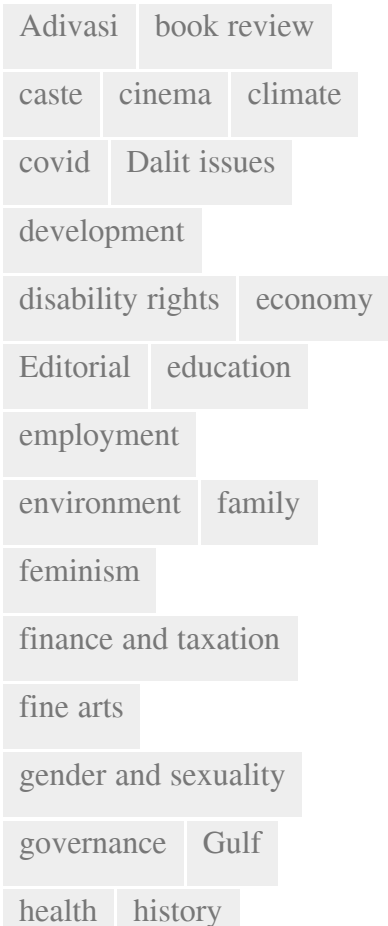 Adivasi book review
caste cinema climate
covid Dalit issues
development
disability rights economy
Editorial education
employment
environment family
feminism
finance and taxation
fine arts
gender and sexuality
governance Gulf
health history